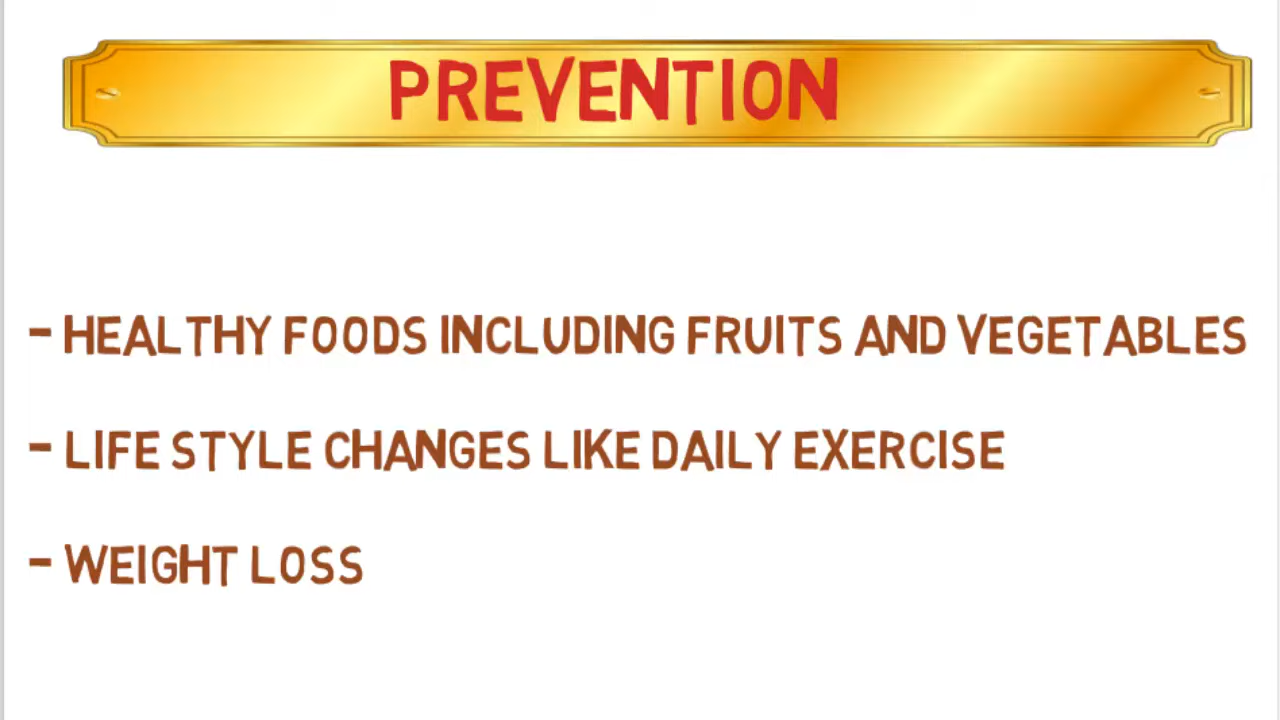 PREVENTION
- HEALTHY FOODS INCLUDING FRUITS AND VEGETABLES
- LIFE STYLE CHANGES LIKE DAILY EXERCISE
- WEIGHT LOSS